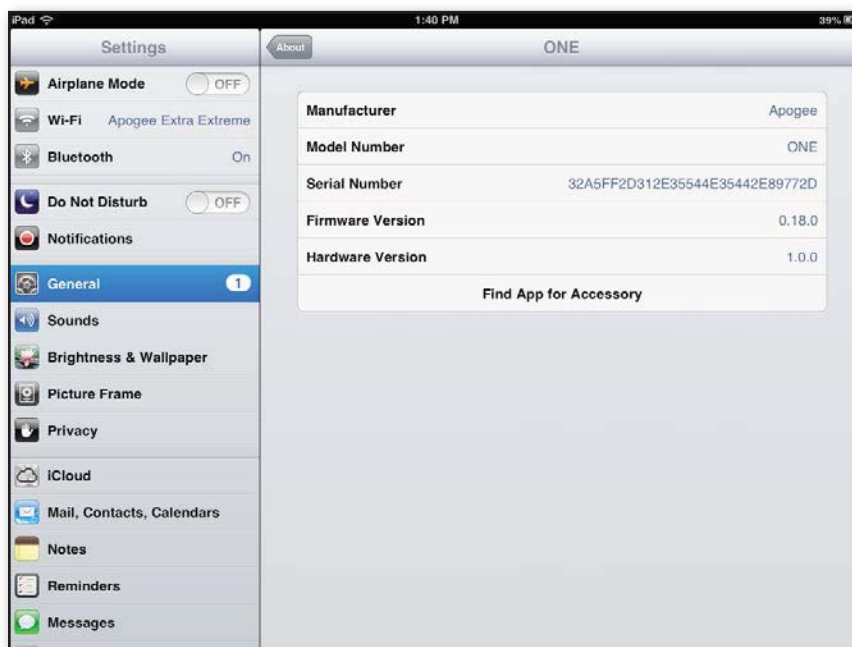 iPad 1:40 PM 39%
Settings
About ONE
Airplane Mode OFF
Wi-Fi Apogee Extra Extreme
Bluetooth On
Do Not Disturb OFF
Notifications
General 1
Sounds
Brightness & Wallpaper
Picture Frame
Privacy
iCloud
Mail, Contacts, Calendars
Notes
Reminders
Messages
Manufacturer Apogee
Model Number ONE
Serial Number 32A5FF2D312E35544E35442E89772D
Firmware Version 0.18.0
Hardware Version 1.0.0
Find App for Accessory